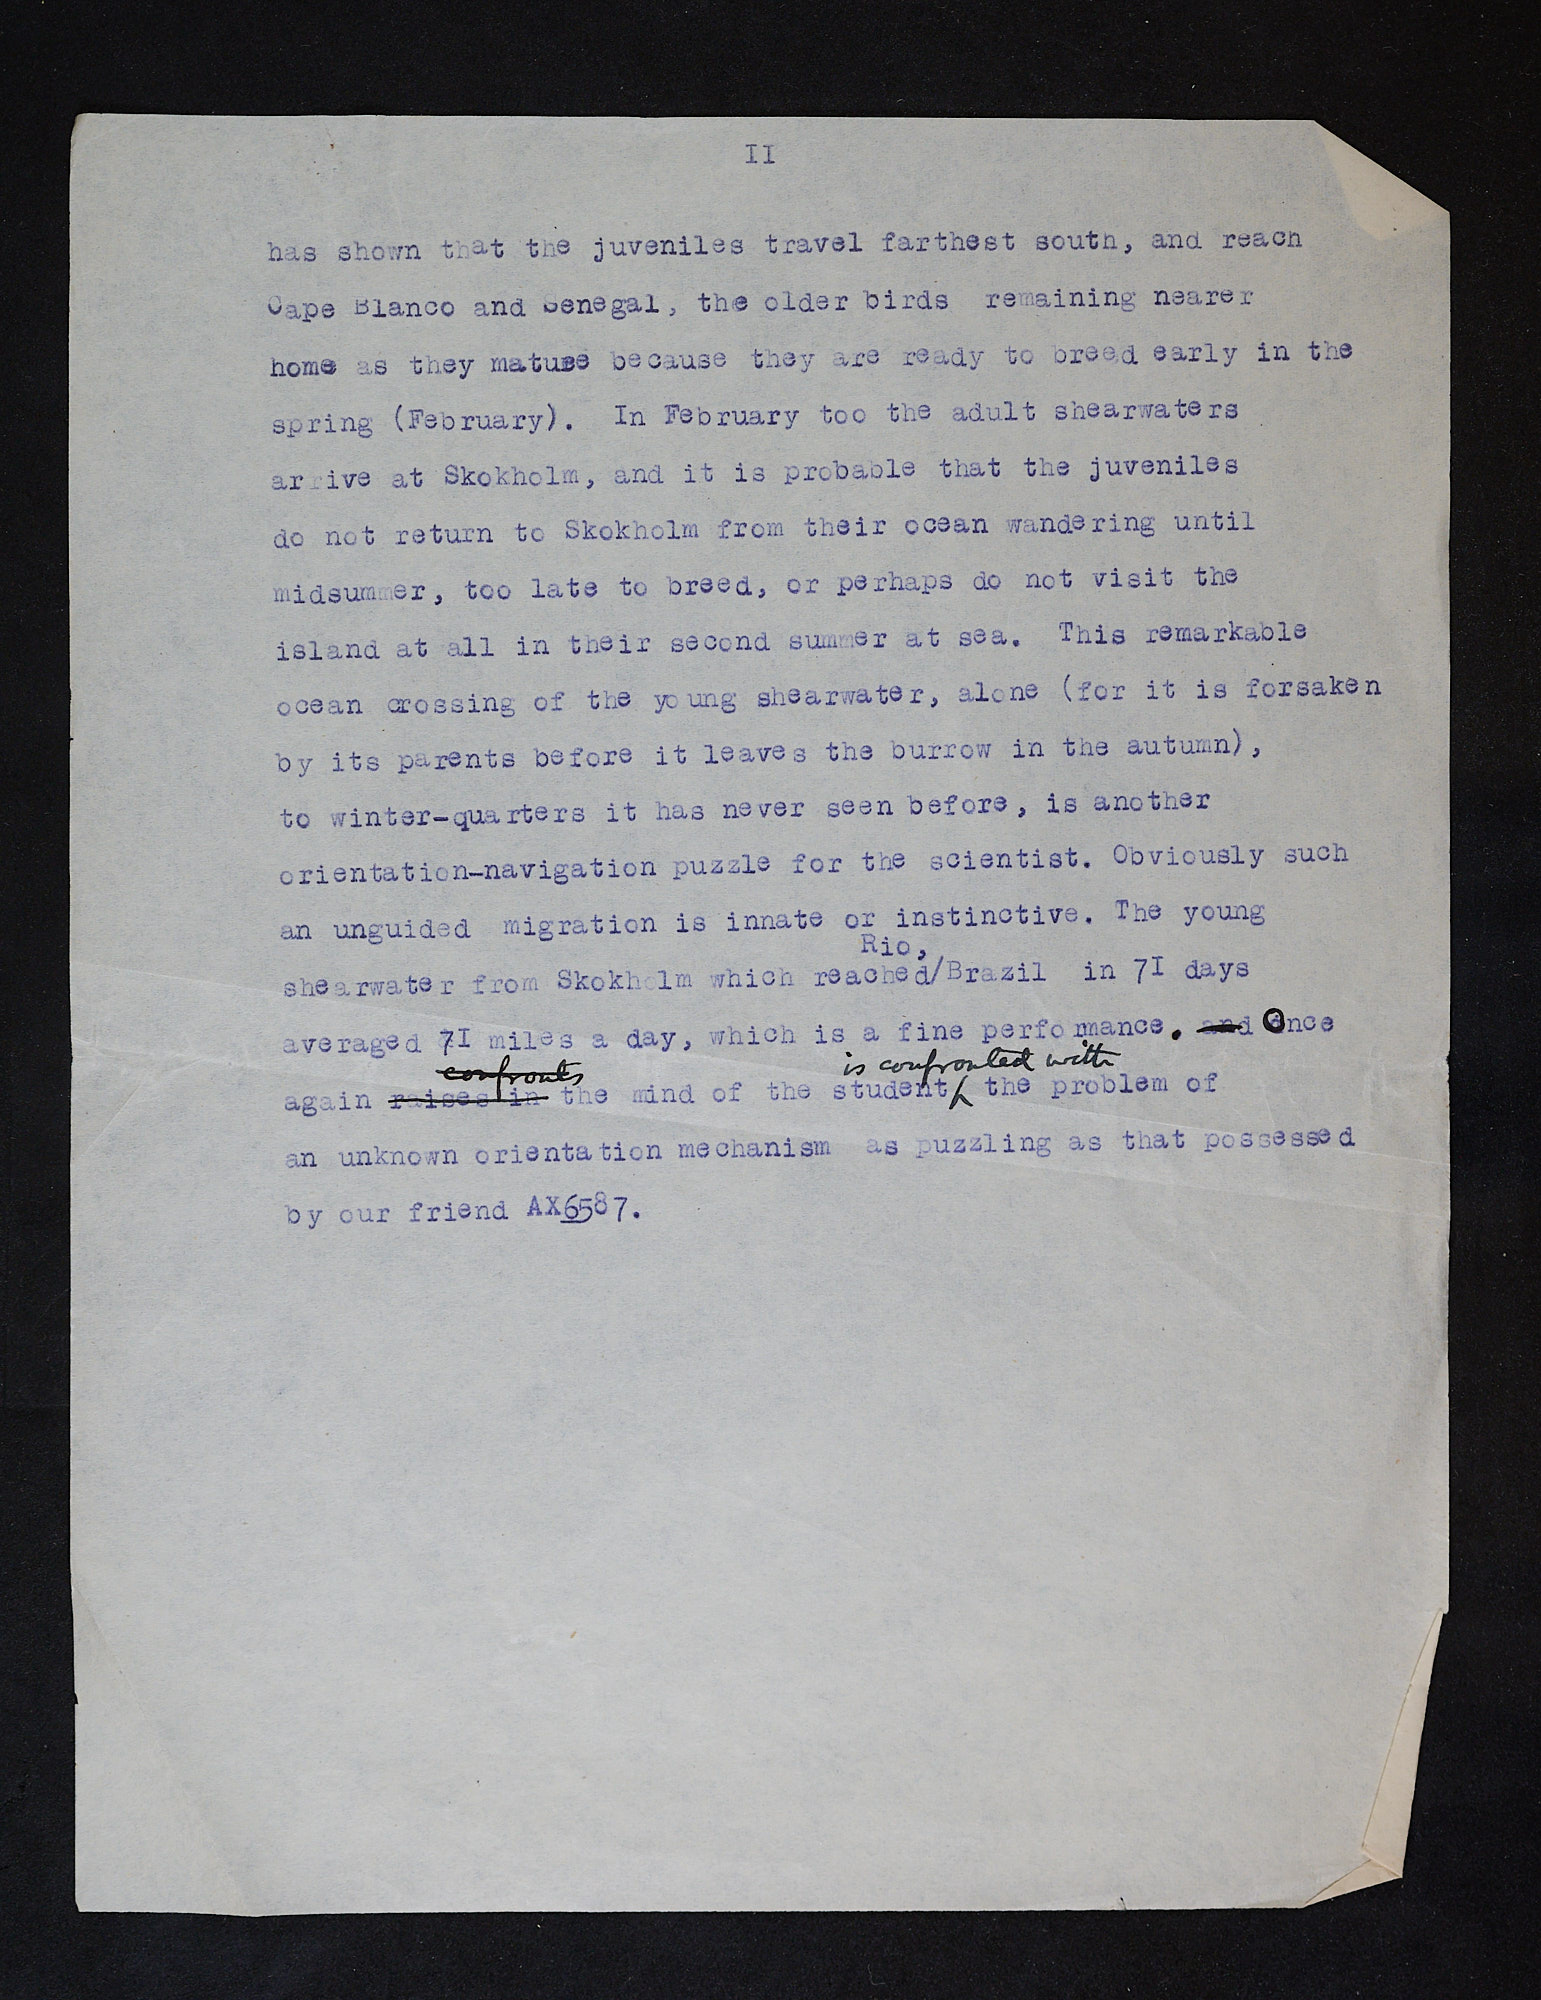 II
has shown that the juveniles travel farthest south, and reach
Cape Blanco and Senegal, the older birds remaining nearer
home as they mature because they are ready to breed early in the
spring (February). In February too the adult shearwaters
arrive at Skokholm, and it is probable that the juveniles
do not return to Skokholm from their ocean wandering until
midsummer, too late to breed, or perhaps do not visit the
island at all in their second summer at sea. This remarkable
ocean crossing of the young shearwater, alone (for it is forsaken
by its parents before it leaves the burrow in the autumn),
to winter-quarters it has never seen before, is another
orientation-navigation puzzle for the scientist. Obviously such
an unguided migration is innate or instinctive. The young
Rio,
shearwater from Skokholm which reached/Brazil in 7I days
averaged 7I miles a day, which is a fine performance. and Once
confronts is confronted with
again raises in the mind of the student the problem of
an unknown orientation mechanism as puzzling as that possessed
by our friend AX6587.